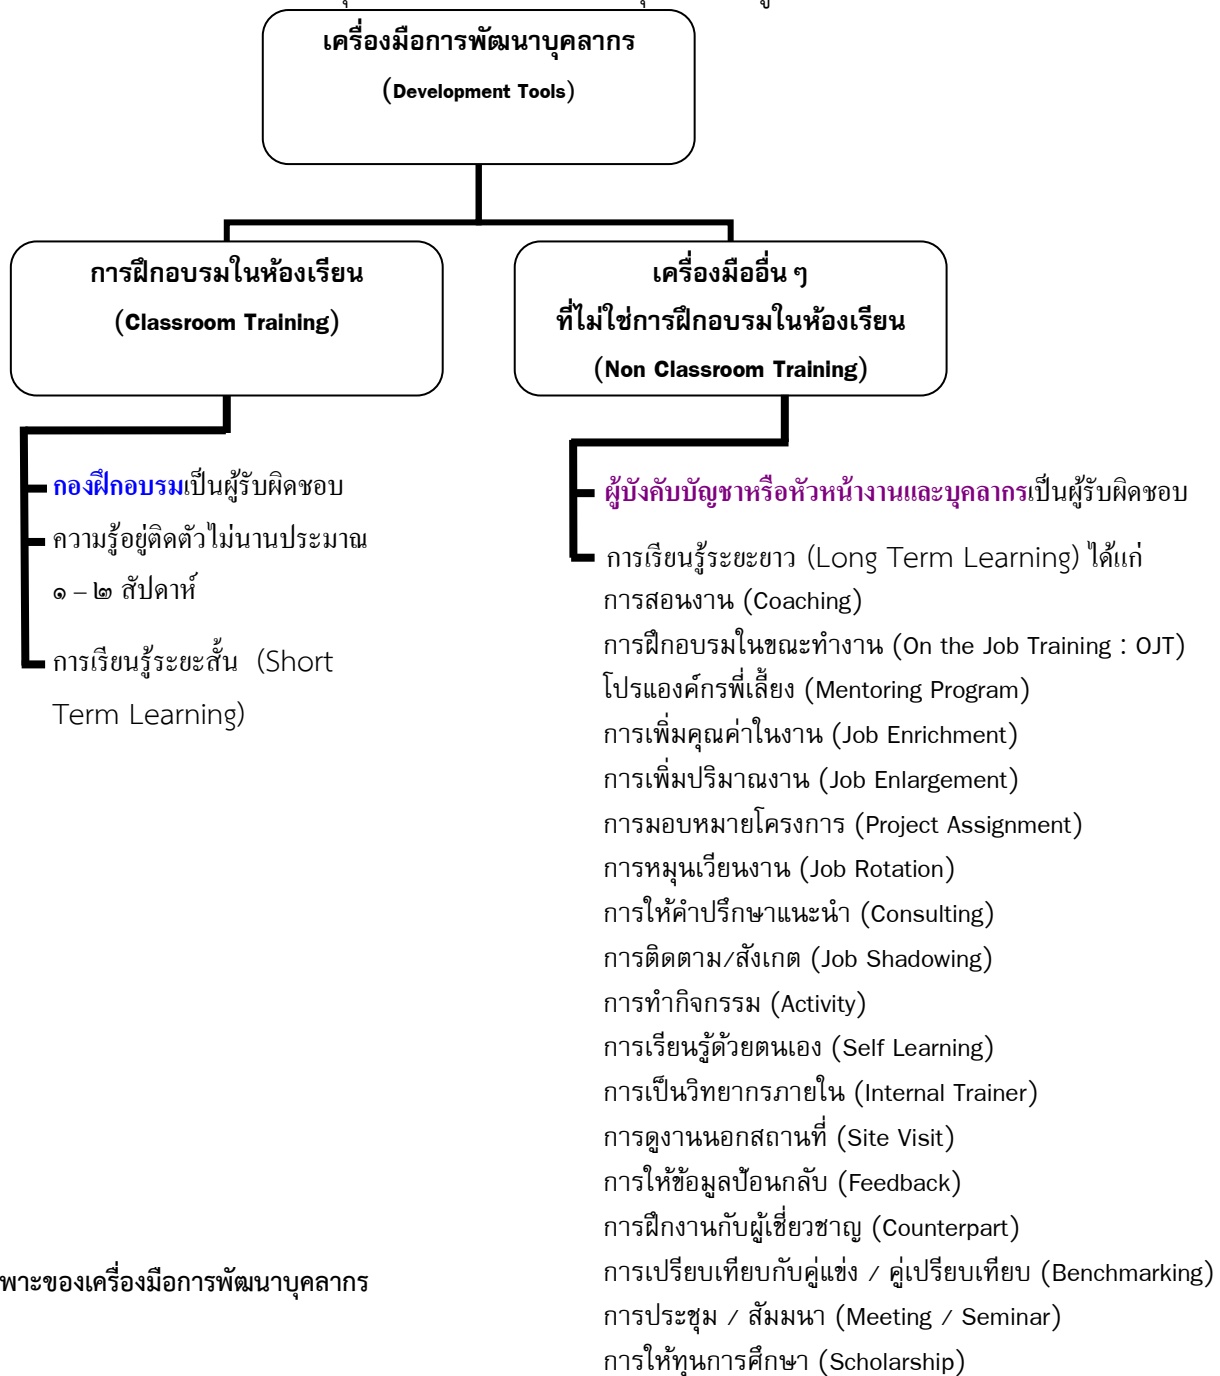 เครื่องมือการพัฒนาบุคลากร
(Development Tools)
การฝึกอบรมในห้องเรียน
(Classroom Training)
เครื่องมืออื่น ๆ
ที่ไม่ใช่การฝึกอบรมในห้องเรียน
(Non Classroom Training)
กองฝึกอบรมเป็นผู้รับผิดชอบ
ความรู้อยู่ติดตัวไม่นานประมาณ
๑ – ๒ สัปดาห์
การเรียนรู้ระยะสั้น (Short
Term Learning)
ผู้บังคับบัญชาหรือหัวหน้างานและบุคลากรเป็นผู้รับผิดชอบ
การเรียนรู้ระยะยาว (Long Term Learning) ได้แก่
การสอนงาน (Coaching)
การฝึกอบรมในขณะทำงาน (On the Job Training : OJT)
โปรแองค์กรพี่เลี้ยง (Mentoring Program)
การเพิ่มคุณค่าในงาน (Job Enrichment)
การเพิ่มปริมาณงาน (Job Enlargement)
การมอบหมายโครงการ (Project Assignment)
การหมุนเวียนงาน (Job Rotation)
การให้คำปรึกษาแนะนำ (Consulting)
การติดตาม/สังเกต (Job Shadowing)
การทำกิจกรรม (Activity)
การเรียนรู้ด้วยตนเอง (Self Learning)
การเป็นวิทยากรภายใน (Internal Trainer)
การดูงานนอกสถานที่ (Site Visit)
การให้ข้อมูลป้อนกลับ (Feedback)
การฝึกงานกับผู้เชี่ยวชาญ (Counterpart)
การเปรียบเทียบกับคู่แข่ง / คู่เปรียบเทียบ (Benchmarking)
การประชุม / สัมมนา (Meeting / Seminar)
การให้ทุนการศึกษา (Scholarship)
พาะของเครื่องมือการพัฒนาบุคลากร